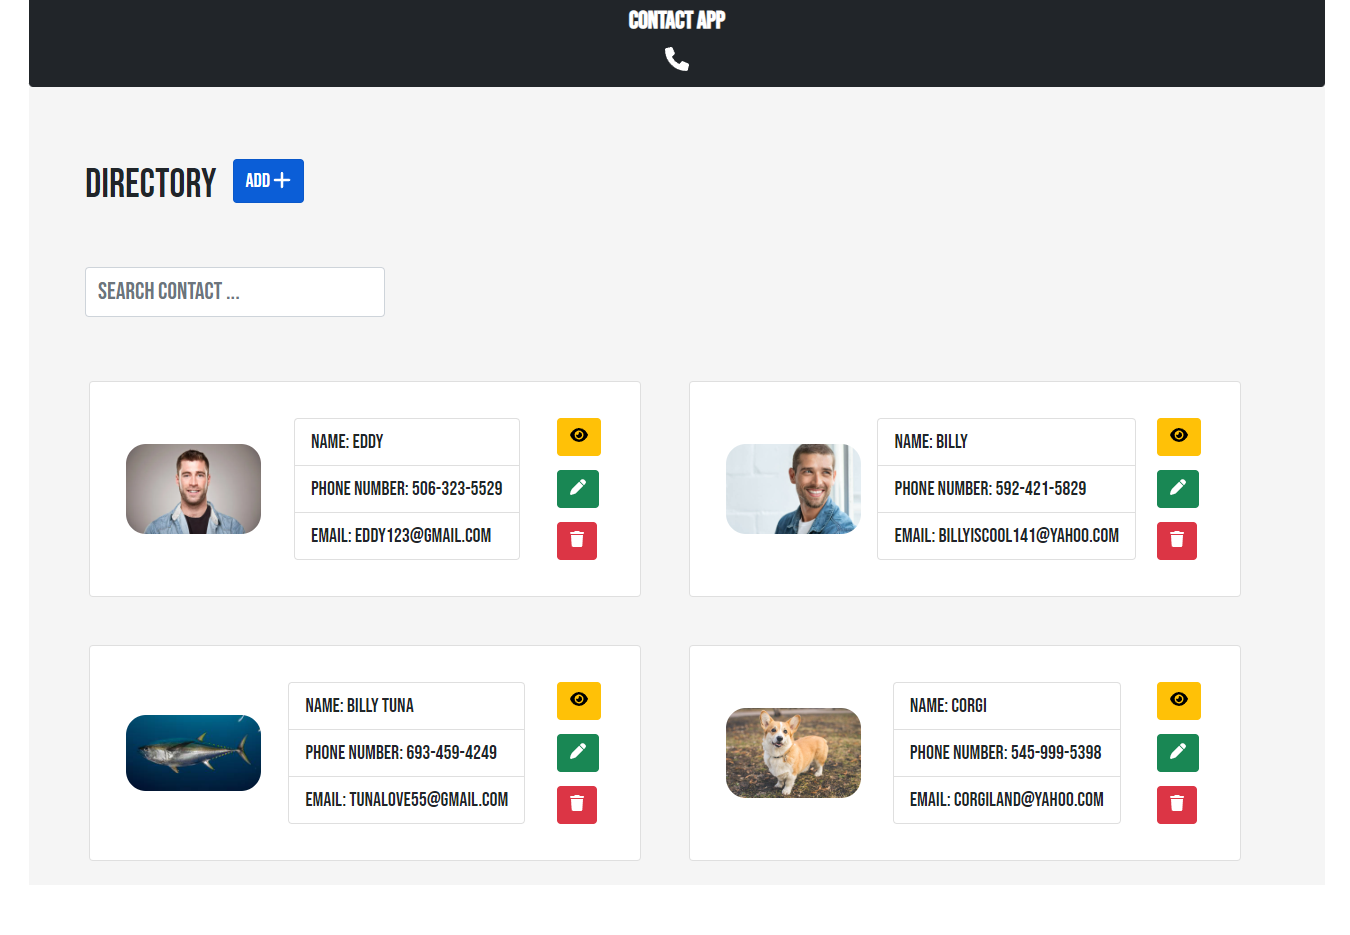 CONTACT APP
DIRECTORY
ADD
SEARCH CONTACT ...
NAME: EDDY
PHONE NUMBER: 506-323-5529
EMAIL: EDDY123@GMAIL.COM
NAME: BILLY
PHONE NUMBER: 592-421-5829
EMAIL: BILLYISCOOL141@YAHOO.COM
NAME: BILLY TUNA
PHONE NUMBER: 693-459-4249
EMAIL: TUNALOVE55@GMAIL.COM
NAME: CORGI
PHONE NUMBER: 545-999-5398
EMAIL: CORGILAND@YAHOO.COM